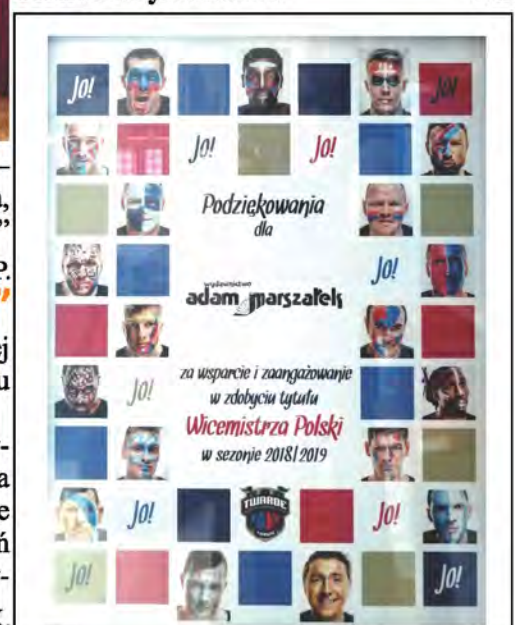 Jo! Jo!
Jo! Jo!
Podziękowania
dla
Jo!
wydawnictwo
adam marszałek
za wsparcie i zaangażowanie
Jo!
w zdobyciu tytułu
Wicemistrza Polski
w sezonie 2018|2019
TWARDE
Jo! Jo!
Jo! Jo!